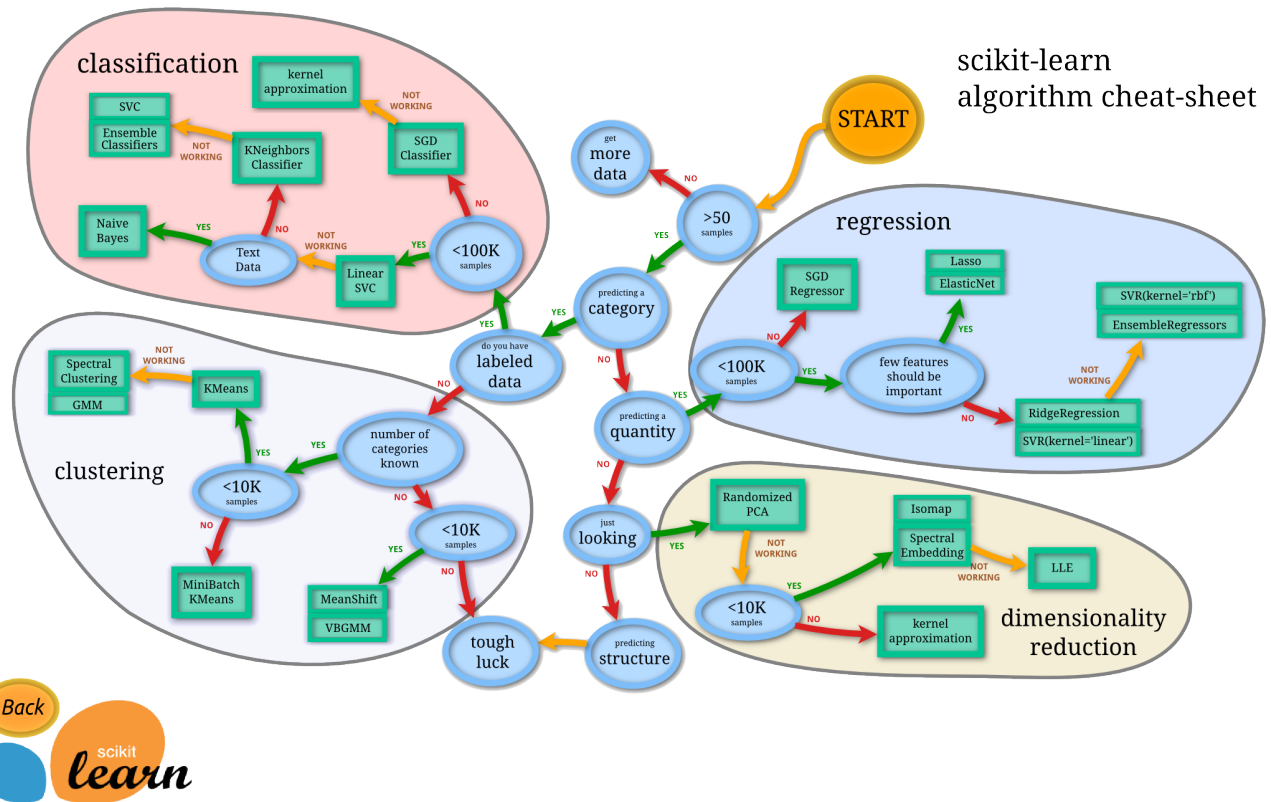 scikit-learn
algorithm cheat-sheet
START
get
more
data
NO
>50
samples
YES
predicting a
category
YES
NO
do you have
labeled
data
YES
NO
predicting a
quantity
YES
NO
just
looking
YES
NO
predicting
structure
tough
luck
classification
kernel
approximation
NOT
WORKING
SGD
Classifier
NO
<100K
samples
YES
Linear
SVC
NOT
WORKING
Text
Data
YES
NO
Naive
Bayes
KNeighbors
Classifier
NOT
WORKING
SVC
Ensemble
Classifiers
regression
SGD
Regressor
NO
<100K
samples
YES
few features
should be
important
YES
NO
Lasso
ElasticNet
SVR(kernel='rbf')
EnsembleRegressors
NOT
WORKING
RidgeRegression
SVR(kernel='linear')
clustering
number of
categories
known
YES
NO
<10K
samples
YES
NO
KMeans
NOT
WORKING
Spectral
Clustering
GMM
MiniBatch
KMeans
<10K
samples
YES
NO
MeanShift
VBGMM
dimensionality
reduction
Randomized
PCA
NOT
WORKING
<10K
samples
YES
NO
Isomap
Spectral
Embedding
NOT
WORKING
LLE
kernel
approximation
Back
scikit
learn